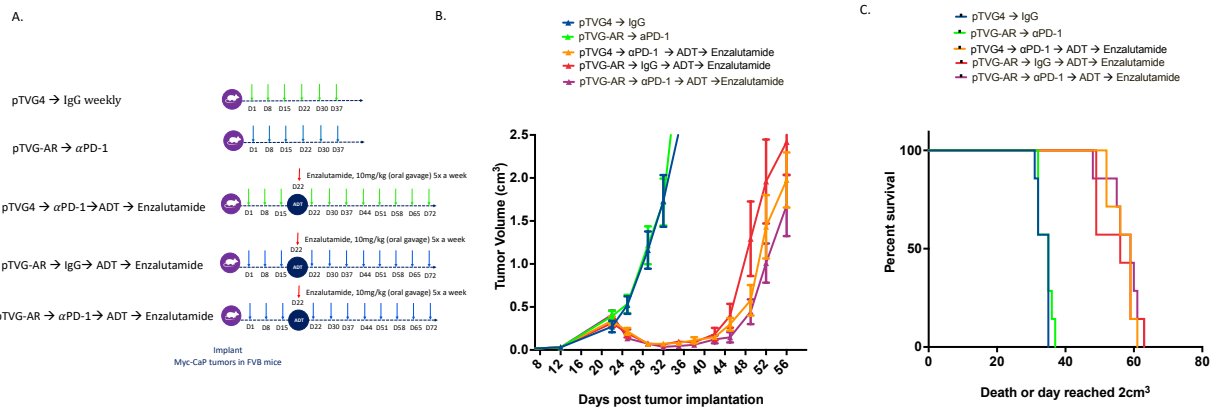 A.
pTVG4 → IgG weekly
D1 D8 D15 D22 D30 D37
pTVG-AR → αPD-1
D1 D8 D15 D22 D30 D37
Enzalutamide, 10mg/kg (oral gavage) 5x a week
D22
pTVG4 → αPD-1→ADT → Enzalutamide
ADT
D1 D8 D15 D22 D30 D37 D44 D51 D58 D65 D72
Enzalutamide, 10mg/kg (oral gavage) 5x a week
D22
pTVG-AR → IgG→ ADT → Enzalutamide
ADT
D1 D8 D15 D22 D30 D37 D44 D51 D58 D65 D72
Enzalutamide, 10mg/kg (oral gavage) 5x a week
D22
pTVG-AR → αPD-1→ ADT → Enzalutamide
ADT
D1 D8 D15 D22 D30 D37 D44 D51 D58 D65 D72
Implant
Myc-CaP tumors in FVB mice
B.
pTVG4 → IgG
pTVG-AR → aPD-1
pTVG4 → αPD-1 → ADT→ Enzalutamide
pTVG-AR → IgG → ADT→ Enzalutamide
pTVG-AR → αPD-1 → ADT →Enzalutamide
Tumor Volume (cm³)
2.5
2.0
1.5
1.0
0.5
0.0
8 12 16 20 24 28 32 36 40 44 48 52 56
Days post tumor implantation
C.
pTVG4 → IgG
pTVG-AR → αPD-1
pTVG4 → αPD-1 → ADT → Enzalutamide
pTVG-AR → IgG → ADT → Enzalutamide
pTVG-AR → αPD-1 → ADT → Enzalutamide
Percent survival
100
50
0
0 20 40 60 80
Death or day reached 2cm³